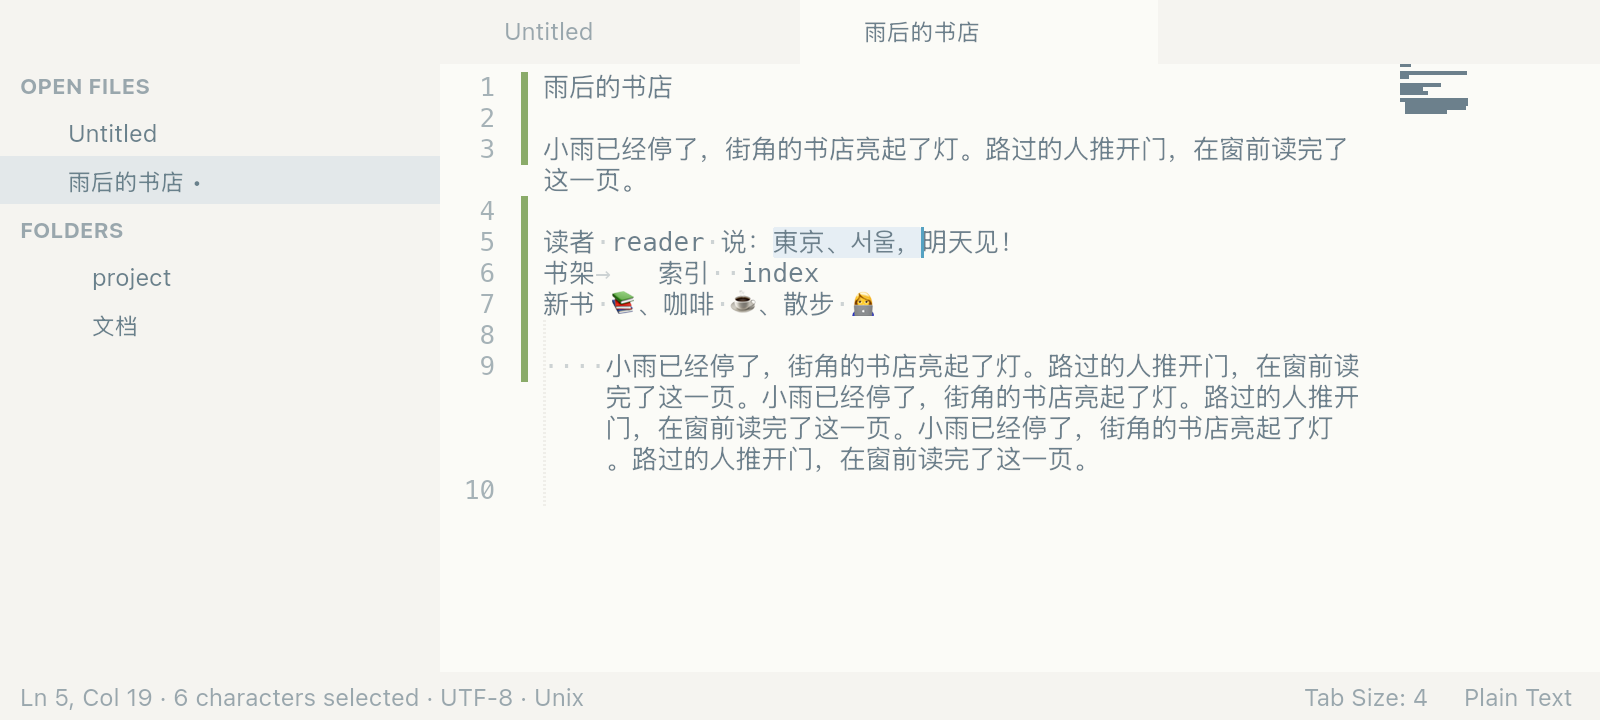 Untitled
雨后的书店
OPEN FILES
Untitled
雨后的书店 •
FOLDERS
project
文档
1 雨后的书店
2
3 小雨已经停了，街角的书店亮起了灯。路过的人推开门，在窗前读完了
这一页。
4
5 读者·reader·说：東京、서울，明天见！
6 书架→ 索引··index
7 新书·📚、咖啡·☕、散步·👩‍💻
8
9 ····小雨已经停了，街角的书店亮起了灯。路过的人推开门，在窗前读
完了这一页。小雨已经停了，街角的书店亮起了灯。路过的人推开
门，在窗前读完了这一页。小雨已经停了，街角的书店亮起了灯
。路过的人推开门，在窗前读完了这一页。
10
Ln 5, Col 19 · 6 characters selected · UTF-8 · Unix
Tab Size: 4
Plain Text